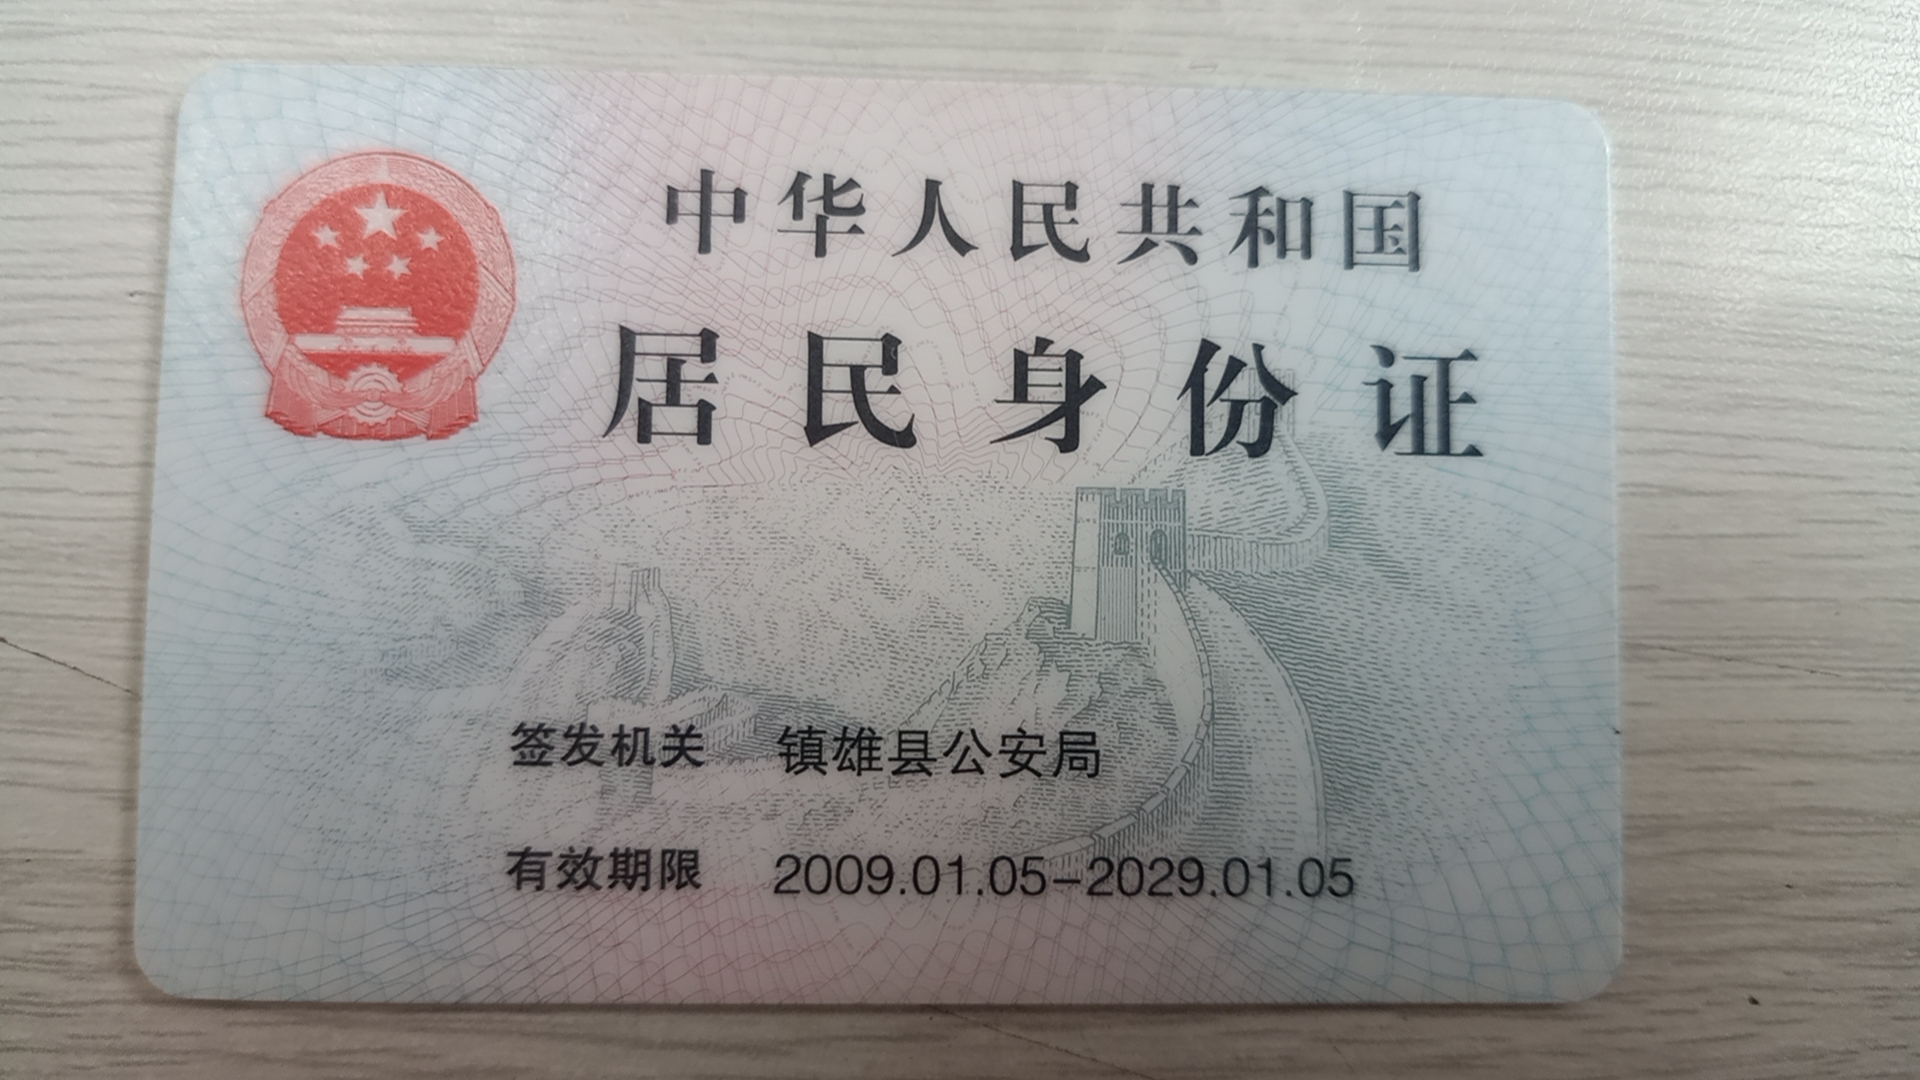 中华人民共和国
居民身份证
签发机关 镇雄县公安局
有效期限 2009.01.05-2029.01.05